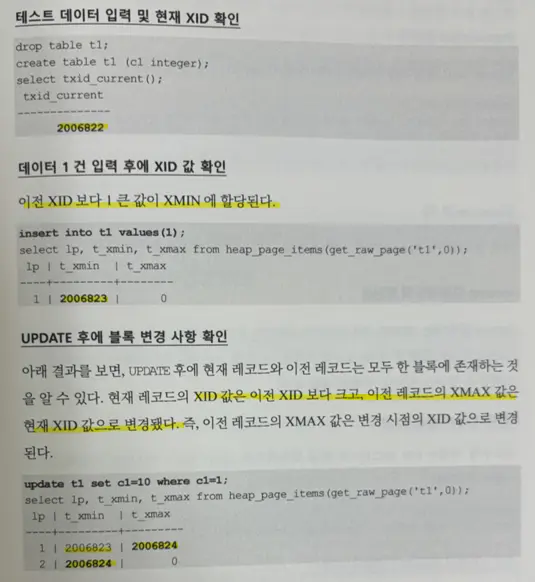 테스트 데이터 입력 및 현재 XID 확인
drop table t1;
create table t1 (c1 integer);
select txid_current();
 txid_current
---------------
      2006822
데이터 1 건 입력 후에 XID 값 확인
이전 XID 보다 1 큰 값이 XMIN 에 할당된다.
insert into t1 values(1);
select lp, t_xmin, t_xmax from heap_page_items(get_raw_page('t1',0));
 lp | t_xmin  | t_xmax
----+---------+--------
  1 | 2006823 |      0
UPDATE 후에 블록 변경 사항 확인
아래 결과를 보면, UPDATE 후에 현재 레코드와 이전 레코드는 모두 한 블록에 존재하는 것
을 알 수 있다. 현재 레코드의 XID 값은 이전 XID 보다 크고, 이전 레코드의 XMAX 값은
현재 XID 값으로 변경됐다. 즉, 이전 레코드의 XMAX 값은 변경 시점의 XID 값으로 변경
된다.
update t1 set c1=10 where c1=1;
select lp, t_xmin, t_xmax from heap_page_items(get_raw_page('t1',0));
 lp | t_xmin  | t_xmax
----+---------+---------
  1 | 2006823 | 2006824
  2 | 2006824 |       0